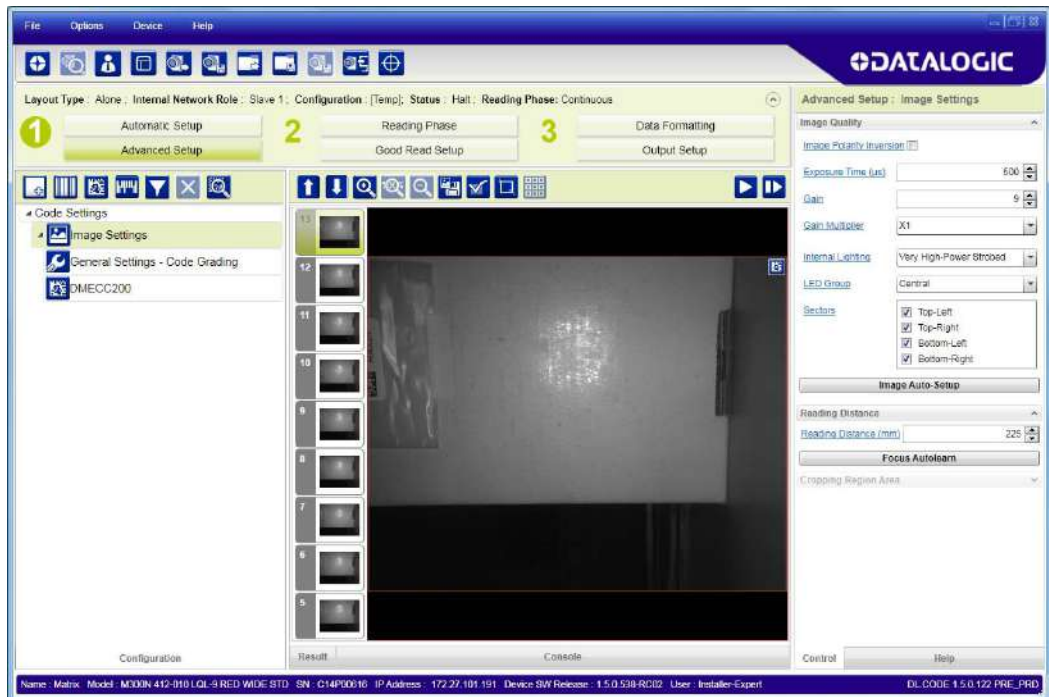 File Options Device Help
DATALOGIC
Layout Type : Alone ; Internal Network Role : Slave 1 ; Configuration : [Temp]; Status : Halt ; Reading Phase: Continuous
Advanced Setup : Image Settings
1 Automatic Setup
Advanced Setup
2 Reading Phase
Good Read Setup
3 Data Formatting
Output Setup
Code Settings
Image Settings
General Settings - Code Grading
DMECC200
Configuration
13
12
11
10
9
8
7
6
5
Result Console
Image Quality
Image Polarity Inversion
Exposure Time (µs) 600
Gain 9
Gain Multiplier X1
Internal Lighting Very High-Power Strobed
LED Group Central
Sectors Top-Left
Top-Right
Bottom-Left
Bottom-Right
Image Auto-Setup
Reading Distance
Reading Distance (mm) 225
Focus Autolearn
Cropping Region Area
Control Help
Name : Matrix Model : M300N 412-010 LQL-9 RED WIDE STD SN : C14P00616 IP Address : 172.27.101.191 Device SW Release : 1.5.0.538-RC02 User : Installer-Expert DL.CODE 1.5.0.122 PRE_PRD